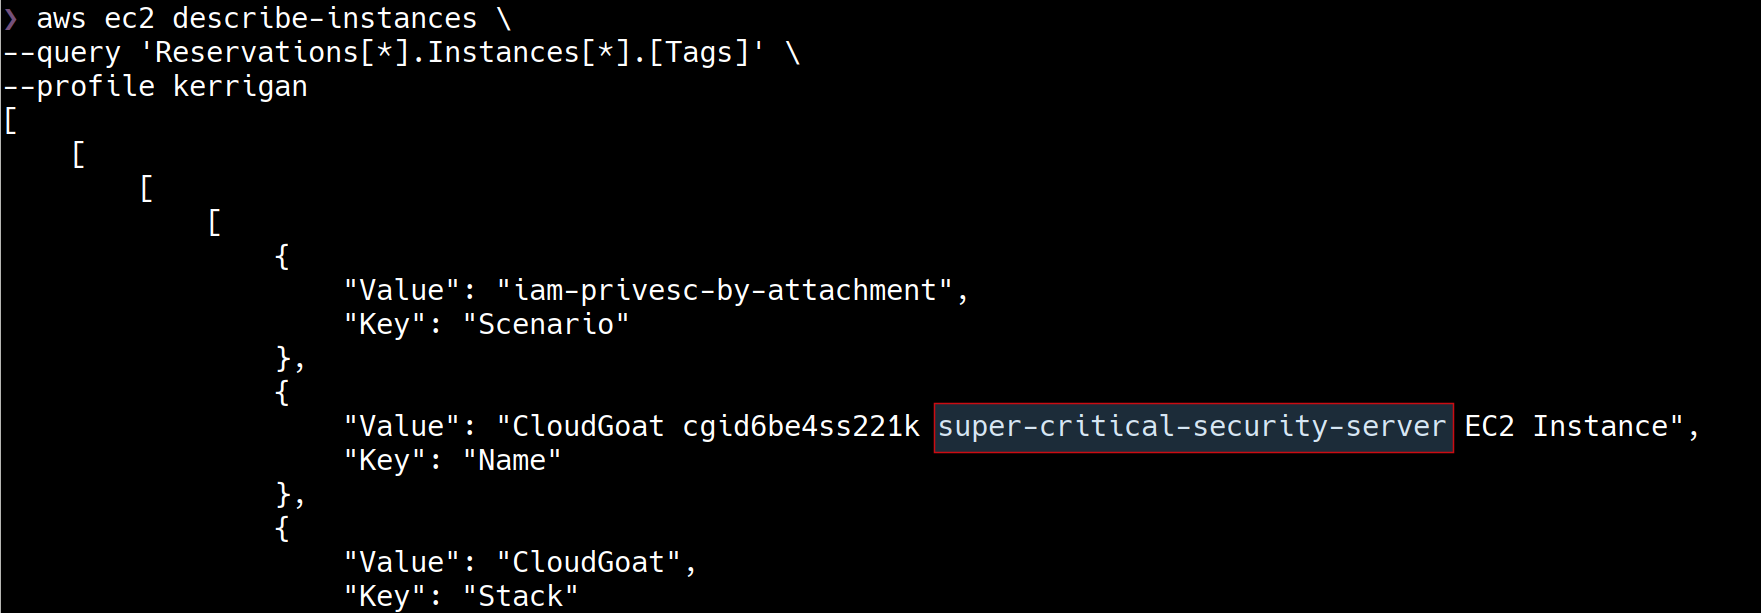 ❯ aws ec2 describe-instances \
--query 'Reservations[*].Instances[*].[Tags]' \
--profile kerrigan
[
    [
        [
            [
                {
                    "Value": "iam-privesc-by-attachment",
                    "Key": "Scenario"
                },
                {
                    "Value": "CloudGoat cgid6be4ss221k super-critical-security-server EC2 Instance",
                    "Key": "Name"
                },
                {
                    "Value": "CloudGoat",
                    "Key": "Stack"